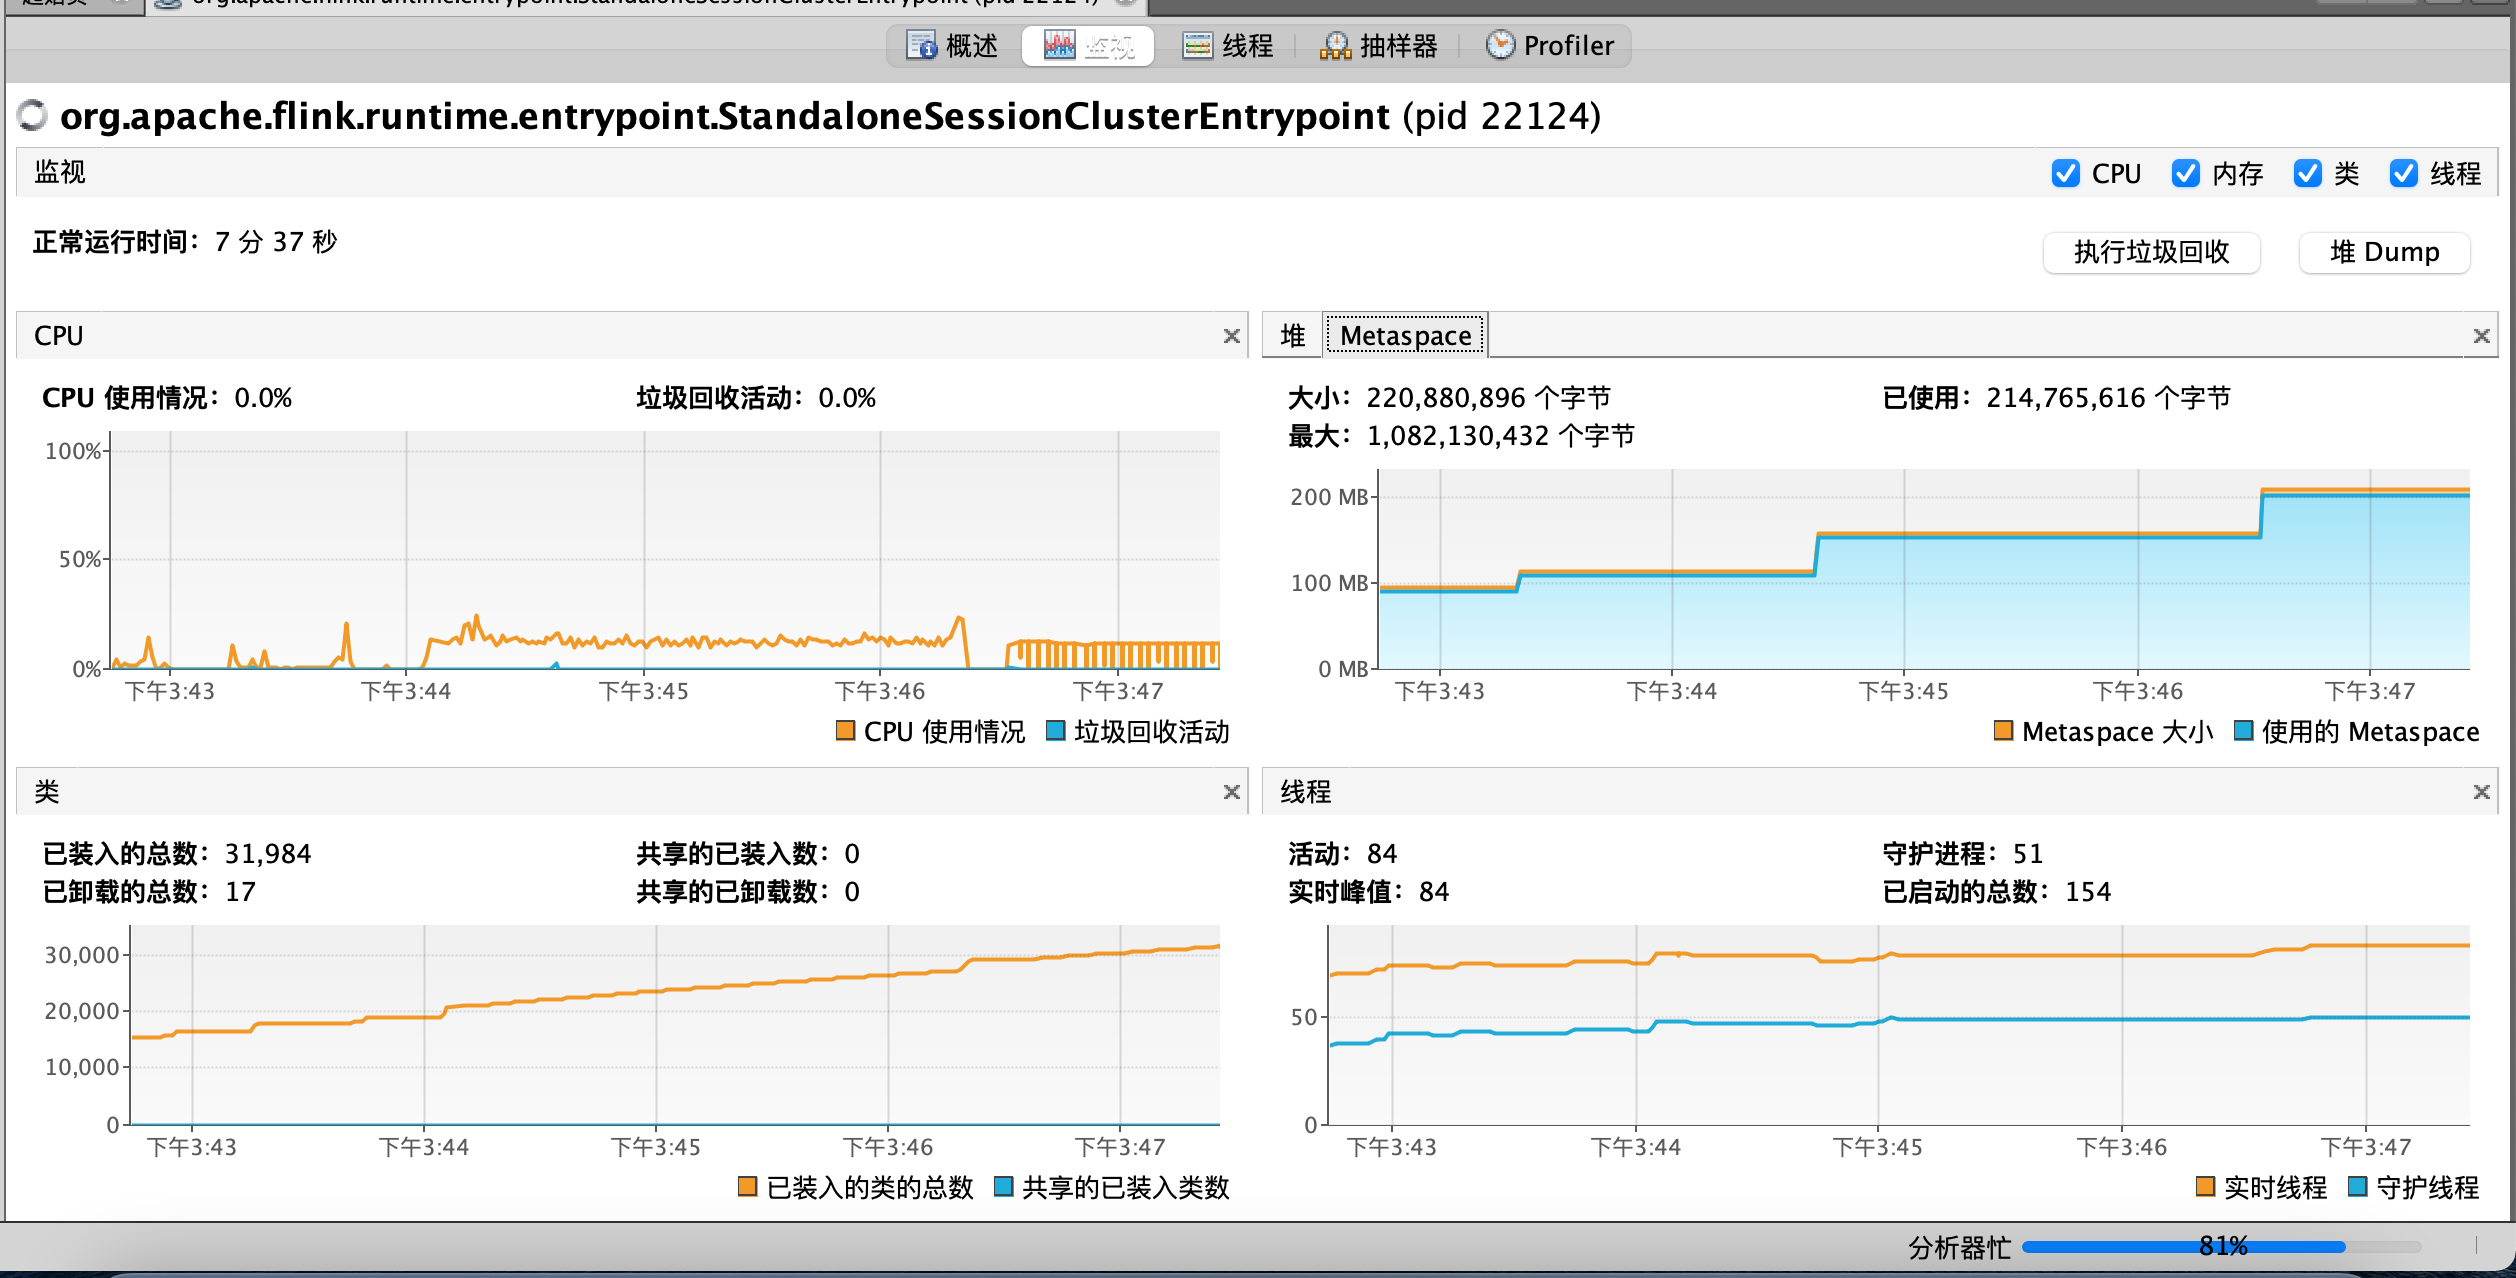 org.apache.flink.runtime.entrypoint.StandaloneSessionClusterEntrypoint (pid 22124)
概述 监视 线程 抽样器 Profiler
org.apache.flink.runtime.entrypoint.StandaloneSessionClusterEntrypoint (pid 22124)
监视
CPU 内存 类 线程
正常运行时间： 7 分 37 秒
执行垃圾回收 堆 Dump
CPU
CPU 使用情况： 0.0% 垃圾回收活动： 0.0%
100%
50%
0%
下午3:43 下午3:44 下午3:45 下午3:46 下午3:47
CPU 使用情况 垃圾回收活动
堆 Metaspace
大小： 220,880,896 个字节 已使用： 214,765,616 个字节
最大： 1,082,130,432 个字节
200 MB
100 MB
0 MB
下午3:43 下午3:44 下午3:45 下午3:46 下午3:47
Metaspace 大小 使用的 Metaspace
类
已装入的总数： 31,984 共享的已装入数： 0
已卸载的总数： 17 共享的已卸载数： 0
30,000
20,000
10,000
0
下午3:43 下午3:44 下午3:45 下午3:46 下午3:47
已装入的类的总数 共享的已装入类数
线程
活动： 84 守护进程： 51
实时峰值： 84 已启动的总数： 154
50
0
下午3:43 下午3:44 下午3:45 下午3:46 下午3:47
实时线程 守护线程
分析器忙 81%